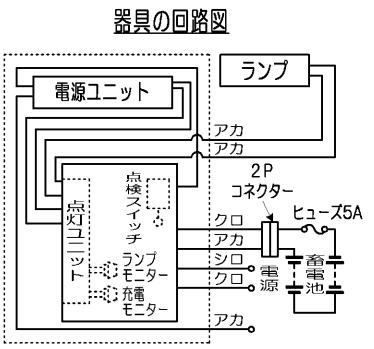 器具の回路図
電源ユニット
ランプ
アカ
アカ
点灯ユニット
点検スイッチ
ランプ
モニター
充電
モニター
2P
コネクター
ヒューズ5A
クロ
アカ
シロ
クロ
アカ
電源
蓄電池